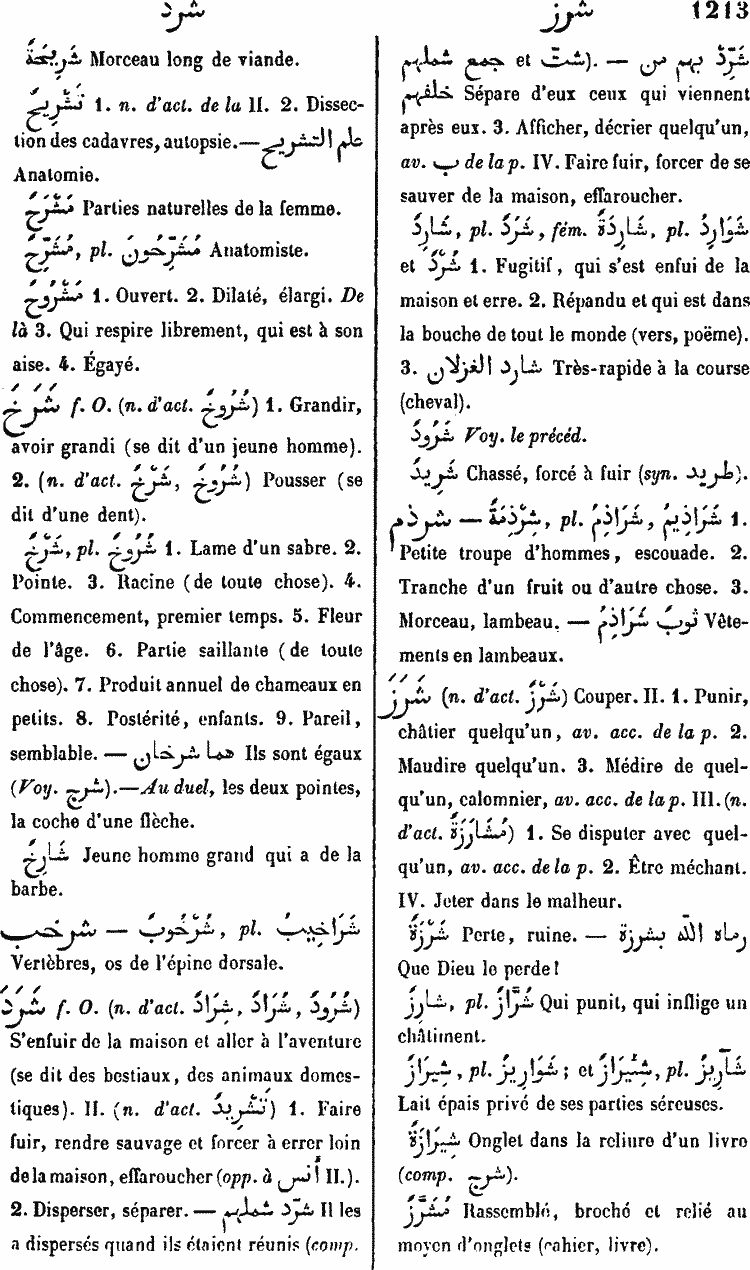 شرد
شرز
1213
شَرِيحَةٌ Morceau long de viande.
تَشْرِيحٌ 1. n. d'act. de la II. 2. Dissec-
tion des cadavres, autopsie.—علم التشريح
Anatomie.
مَشْرَحٌ Parties naturelles de la femme.
مُشَرِّحٌ, pl. مُشَرِّحُونَ Anatomiste.
مَشْرُوحٌ 1. Ouvert. 2. Dilaté, élargi. De
là 3. Qui respire librement, qui est à son
aise. 4. Égayé.
شَرَخَ f. O. (n. d'act. شُرُوخٌ) 1. Grandir,
avoir grandi (se dit d'un jeune homme).
2. (n. d'act. شَرْخٌ, شُرُوخٌ) Pousser (se
dit d'une dent).
شَرْخٌ, pl. شُرُوخٌ 1. Lame d'un sabre. 2.
Pointe. 3. Racine (de toute chose). 4.
Commencement, premier temps. 5. Fleur
de l'âge. 6. Partie saillante (de toute
chose). 7. Produit annuel de chameaux en
petits. 8. Postérité, enfants. 9. Pareil,
semblable. — هما شرخان Ils sont égaux
(Voy. شرج).—Au duel, les deux pointes,
la coche d'une flèche.
شَارِخٌ Jeune homme grand qui a de la
barbe.
شرخب — شُرْخُوبٌ, pl. شَرَاخِيبُ
Vertèbres, os de l'épine dorsale.
شَرَدَ f. O. (n. d'act. شِرَادٌ, شُرَادٌ, شُرُودٌ)
S'enfuir de la maison et aller à l'aventure
(se dit des bestiaux, des animaux domes-
tiques). II. (n. d'act. تَشْرِيدٌ) 1. Faire
fuir, rendre sauvage et forcer à errer loin
de la maison, effaroucher (opp. à أنس II.).
2. Disperser, séparer. — شرّد شملهم Il les
a dispersés quand ils étaient réunis (comp.
جمع شملهم et شتّ). — شَرِّدْ بهم من
خلفهم Sépare d'eux ceux qui viennent
après eux. 3. Afficher, décrier quelqu'un,
av. ب de la p. IV. Faire fuir, forcer de se
sauver de la maison, effaroucher.
شَارِدٌ, pl. شَرَدٌ, fém. شَارِدَةٌ, pl. شَوَارِدُ
et شُرَّدٌ 1. Fugitif, qui s'est enfui de la
maison et erre. 2. Répandu et qui est dans
la bouche de tout le monde (vers, poëme).
3. شارد الغزلان Très-rapide à la course
(cheval).
شَرُودٌ Voy. le précéd.
شَرِيدٌ Chassé, forcé à fuir (syn. طريد).
شرذم — شِرْذِمَةٌ, pl. شَرَاذِمُ, شَرَاذِيمُ 1.
Petite troupe d'hommes, escouade. 2.
Tranche d'un fruit ou d'autre chose. 3.
Morceau, lambeau. — ثوبٌ شَرَاذِمُ Vête-
ments en lambeaux.
شَرَزَ (n. d'act. شَرْزٌ) Couper. II. 1. Punir,
châtier quelqu'un, av. acc. de la p. 2.
Maudire quelqu'un. 3. Médire de quel-
qu'un, calomnier, av. acc. de la p. III. (n.
d'act. مُشَارَزَةٌ) 1. Se disputer avec quel-
qu'un, av. acc. de la p. 2. Être méchant.
IV. Jeter dans le malheur.
شَرْزَةٌ Perte, ruine. — رماه الله بشرزة
Que Dieu le perde!
شَارِزٌ, pl. شُرَّازٌ Qui punit, qui inflige un
châtiment.
شِيرَازٌ, pl. شَوَارِيزُ; et شِئْرَازٌ, pl. شَآرِيزُ
Lait épais privé de ses parties séreuses.
شِيرَازَةٌ Onglet dans la reliure d'un livre
(comp. شرج).
مُشَرَّزٌ Rassemblé, broché et relié au
moyen d'onglets (cahier, livre).